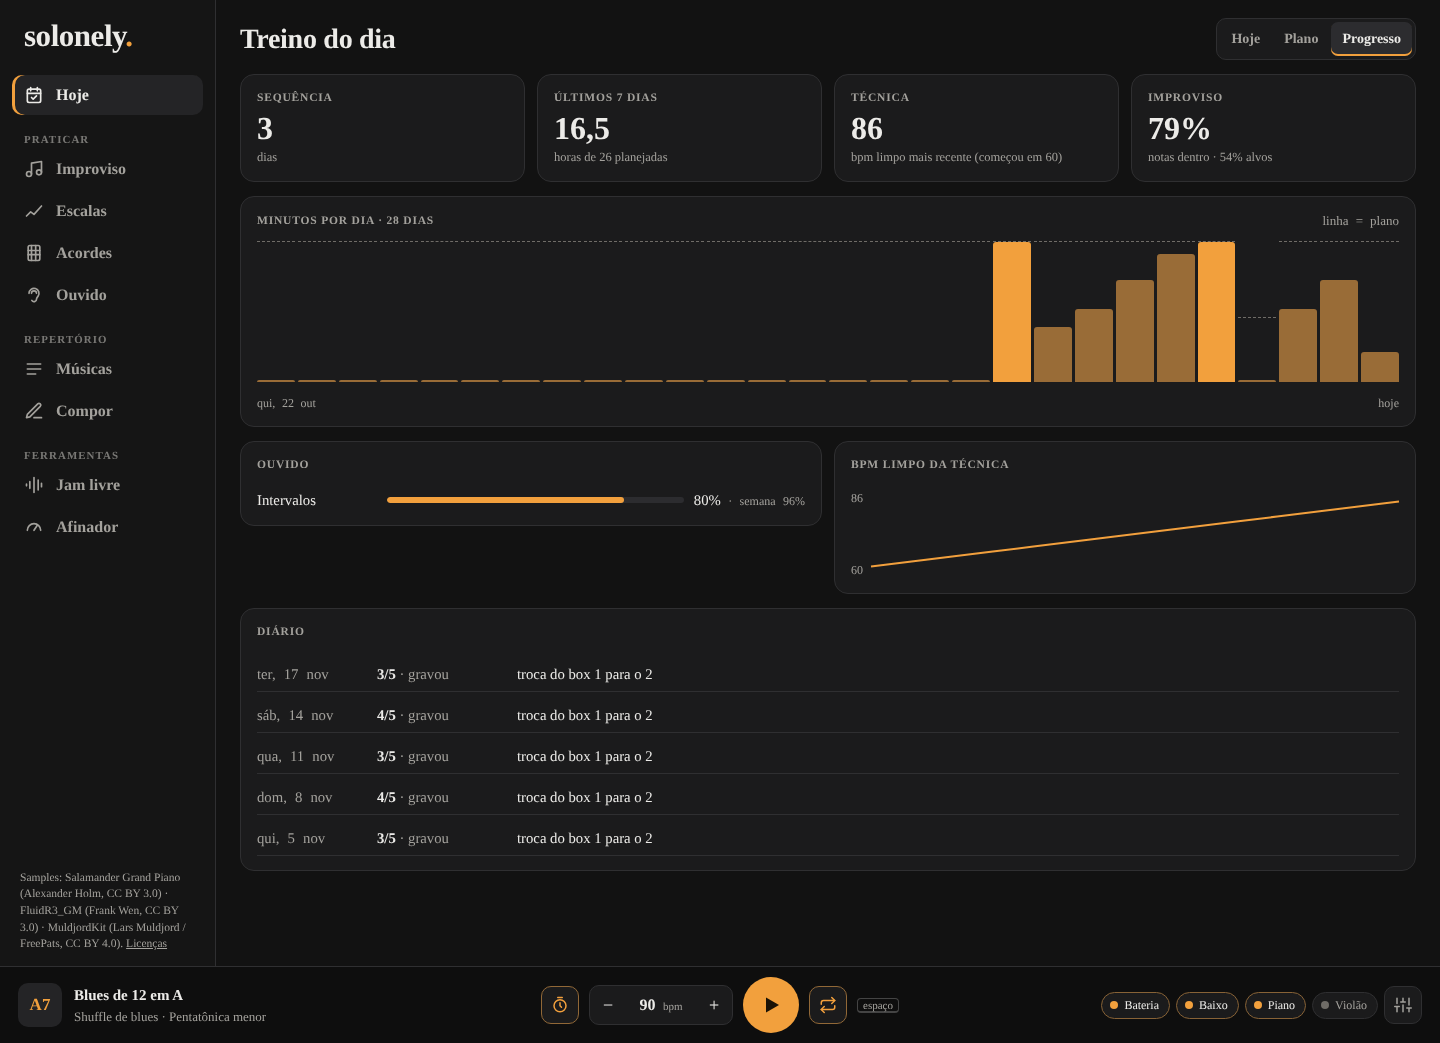 solonely.
Hoje
PRATICAR
Improviso
Escalas
Acordes
Ouvido
REPERTÓRIO
Músicas
Compor
FERRAMENTAS
Jam livre
Afinador
Samples: Salamander Grand Piano
(Alexander Holm, CC BY 3.0) ·
FluidR3_GM (Frank Wen, CC BY
3.0) · MuldjordKit (Lars Muldjord /
FreePats, CC BY 4.0). Licenças
Treino do dia
Hoje Plano Progresso
SEQUÊNCIA
3
dias
ÚLTIMOS 7 DIAS
16,5
horas de 26 planejadas
TÉCNICA
86
bpm limpo mais recente (começou em 60)
IMPROVISO
79%
notas dentro · 54% alvos
MINUTOS POR DIA · 28 DIAS
linha = plano
qui, 22 out
hoje
OUVIDO
Intervalos 80% · semana 96%
BPM LIMPO DA TÉCNICA
86
60
DIÁRIO
ter, 17 nov 3/5 · gravou troca do box 1 para o 2
sáb, 14 nov 4/5 · gravou troca do box 1 para o 2
qua, 11 nov 3/5 · gravou troca do box 1 para o 2
dom, 8 nov 4/5 · gravou troca do box 1 para o 2
qui, 5 nov 3/5 · gravou troca do box 1 para o 2
A7
Blues de 12 em A
Shuffle de blues · Pentatônica menor
− 90 bpm +
espaço
Bateria Baixo Piano Violão